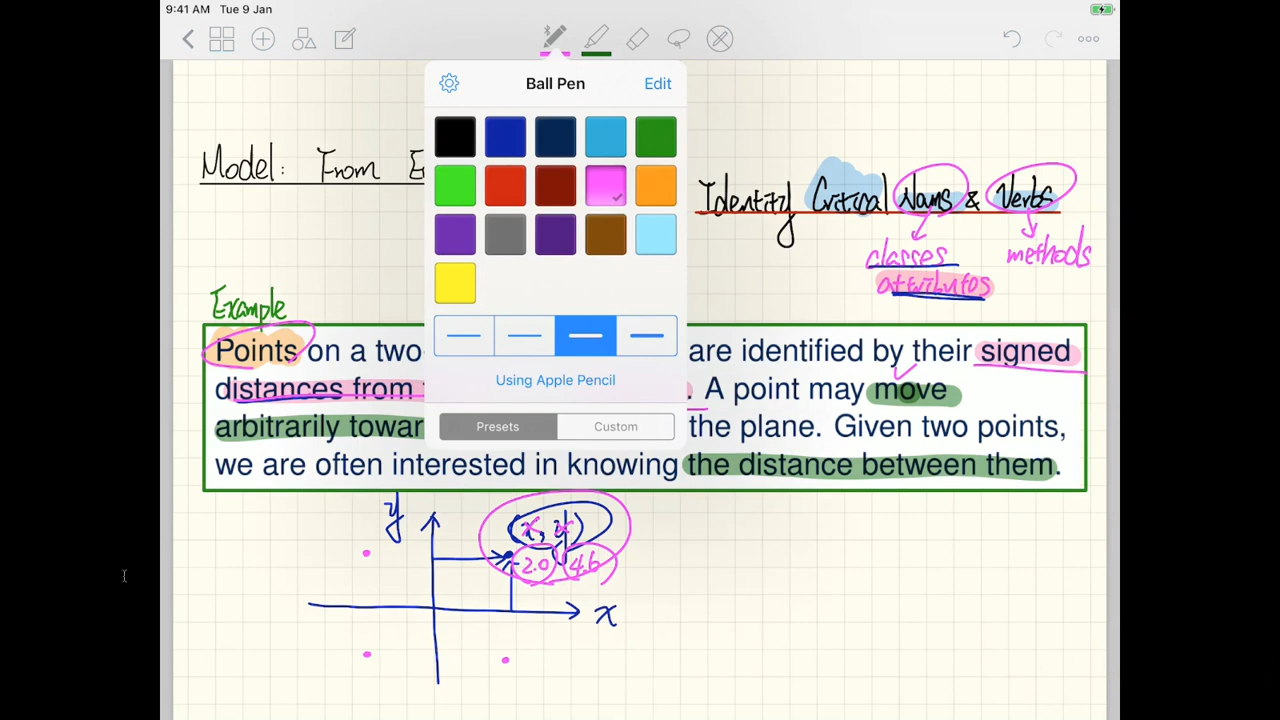 9:41 AM Tue 9 Jan
Ball Pen
Edit
Model: From E
Identity Critical Nouns & Verbs
classes
methods
attributes
Example
Points on a two- are identified by their signed
distances from . A point may move
arbitrarily towar the plane. Given two points,
we are often interested in knowing the distance between them.
Using Apple Pencil
Presets
Custom
y
(x, y)
-2.0 4.6
x